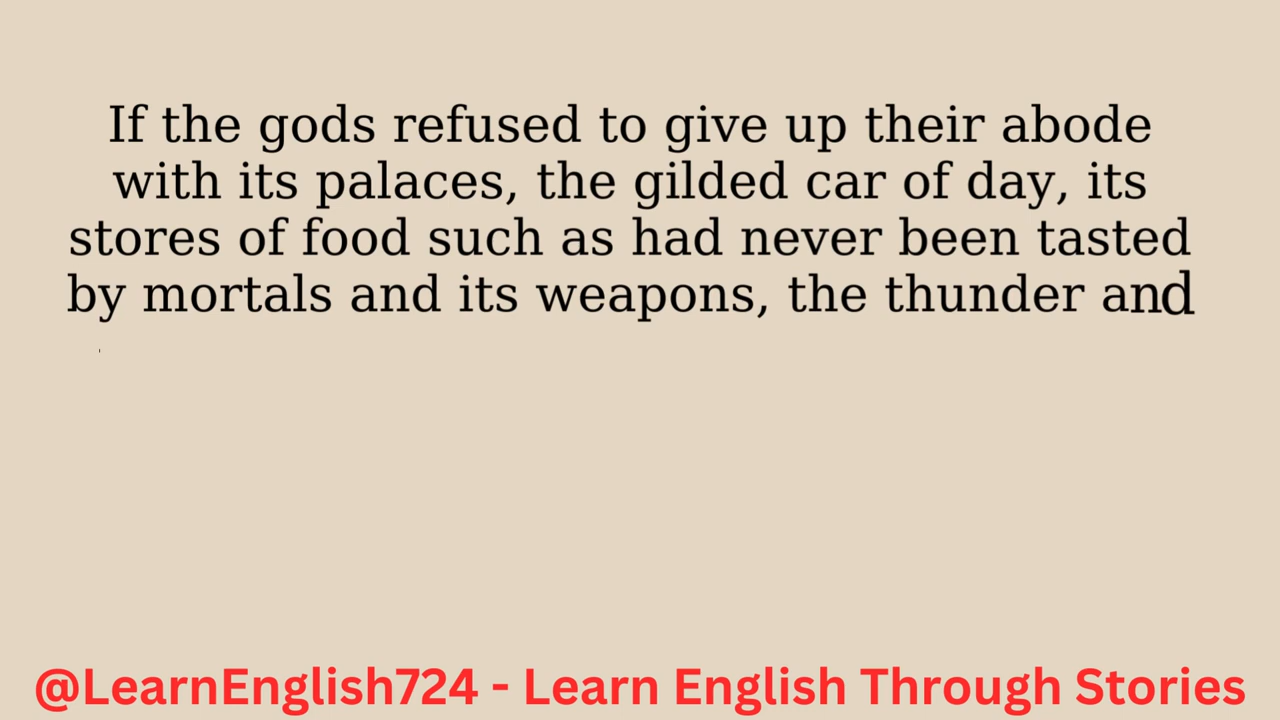 If the gods refused to give up their abode
with its palaces, the gilded car of day, its
stores of food such as had never been tasted
by mortals and its weapons, the thunder and
@LearnEnglish724 - Learn English Through Stories